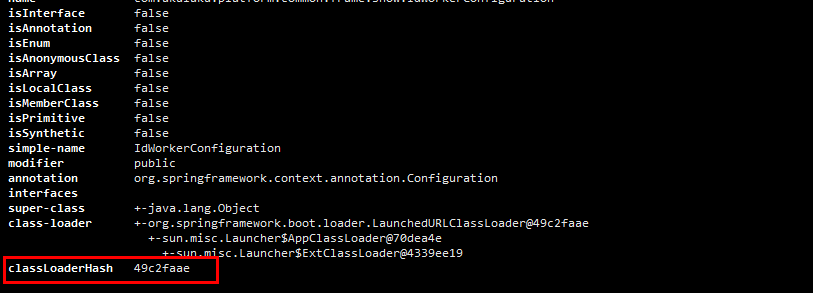 isInterface false
isAnnotation false
isEnum false
isAnonymousClass false
isArray false
isLocalClass false
isMemberClass false
isPrimitive false
isSynthetic false
simple-name IdWorkerConfiguration
modifier public
annotation org.springframework.context.annotation.Configuration
interfaces
super-class +-java.lang.Object
class-loader +-org.springframework.boot.loader.LaunchedURLClassLoader@49c2faae
+-sun.misc.Launcher$AppClassLoader@70dea4e
+-sun.misc.Launcher$ExtClassLoader@4339ee19
classLoaderHash 49c2faae